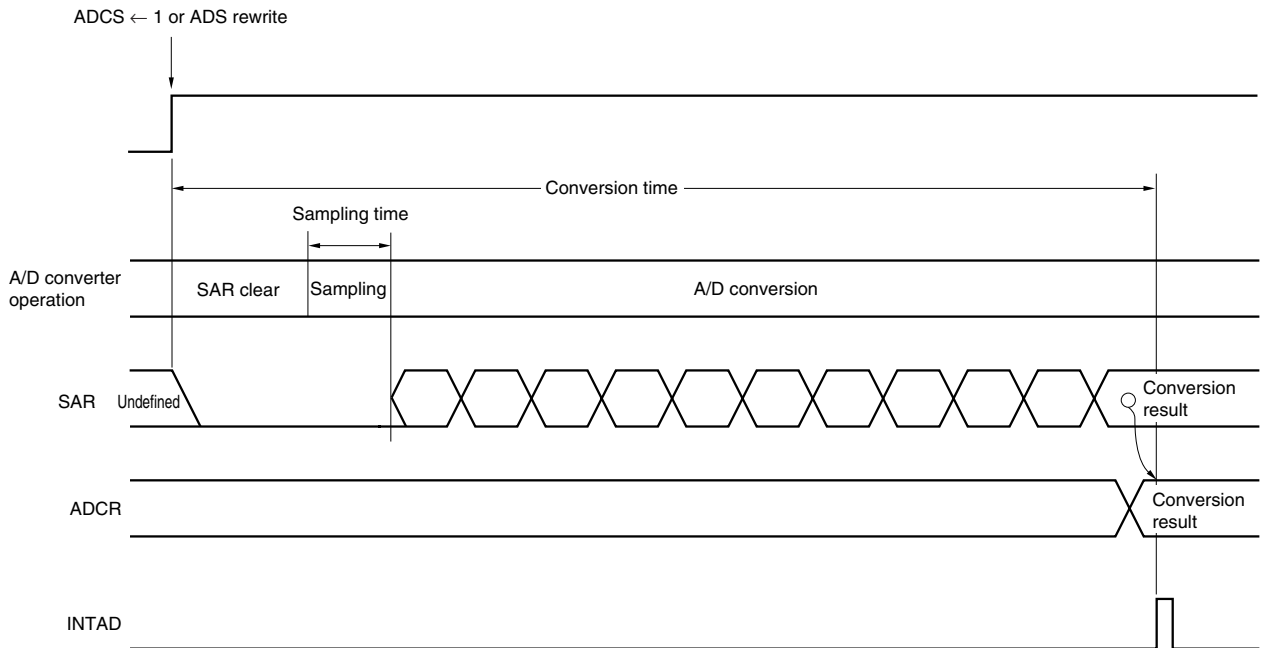 ADCS ← 1 or ADS rewrite
Conversion time
Sampling time
A/D converter
operation
SAR clear
Sampling
A/D conversion
SAR
Undefined
Conversion
result
ADCR
Conversion
result
INTAD